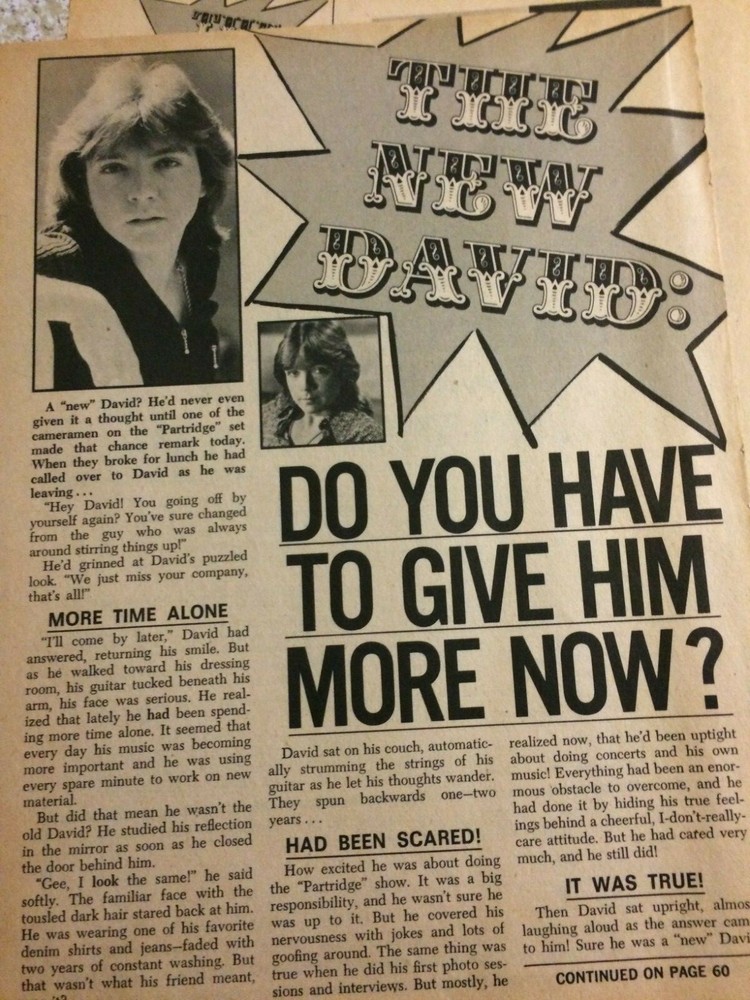 THE
NEW
DAVID:
DO YOU HAVE
TO GIVE HIM
MORE NOW?
A "new" David? He'd never even
given it a thought until one of the
cameramen on the "Partridge" set
made that chance remark today.
When they broke for lunch he had
called over to David as he was
leaving . . .
"Hey David! You going off by
yourself again? You've sure changed
from the guy who was always
around stirring things up!"
He'd grinned at David's puzzled
look. "We just miss your company,
that's all!"
MORE TIME ALONE
"I'll come by later," David had
answered, returning his smile. But
as he walked toward his dressing
room, his guitar tucked beneath his
arm, his face was serious. He real-
ized that lately he had been spend-
ing more time alone. It seemed that
every day his music was becoming
more important and he was using
every spare minute to work on new
material.
But did that mean he wasn't the
old David? He studied his reflection
in the mirror as soon as he closed
the door behind him.
"Gee, I look the same!" he said
softly. The familiar face with the
tousled dark hair stared back at him.
He was wearing one of his favorite
denim shirts and jeans—faded with
two years of constant washing. But
that wasn't what his friend meant,
David sat on his couch, automatic-
ally strumming the strings of his
guitar as he let his thoughts wander.
They spun backwards one—two
years . . .
HAD BEEN SCARED!
How excited he was about doing
the "Partridge" show. It was a big
responsibility, and he wasn't sure he
was up to it. But he covered his
nervousness with jokes and lots of
goofing around. The same thing was
true when he did his first photo ses-
sions and interviews. But mostly, he
realized now, that he'd been uptight
about doing concerts and his own
music! Everything had been an enor-
mous obstacle to overcome, and he
had done it by hiding his true feel-
ings behind a cheerful, I-don't-really-
care attitude. But he had cared very
much, and he still did!
IT WAS TRUE!
Then David sat upright, almos
laughing aloud as the answer cam
to him! Sure he was a "new" Davi
CONTINUED ON PAGE 60